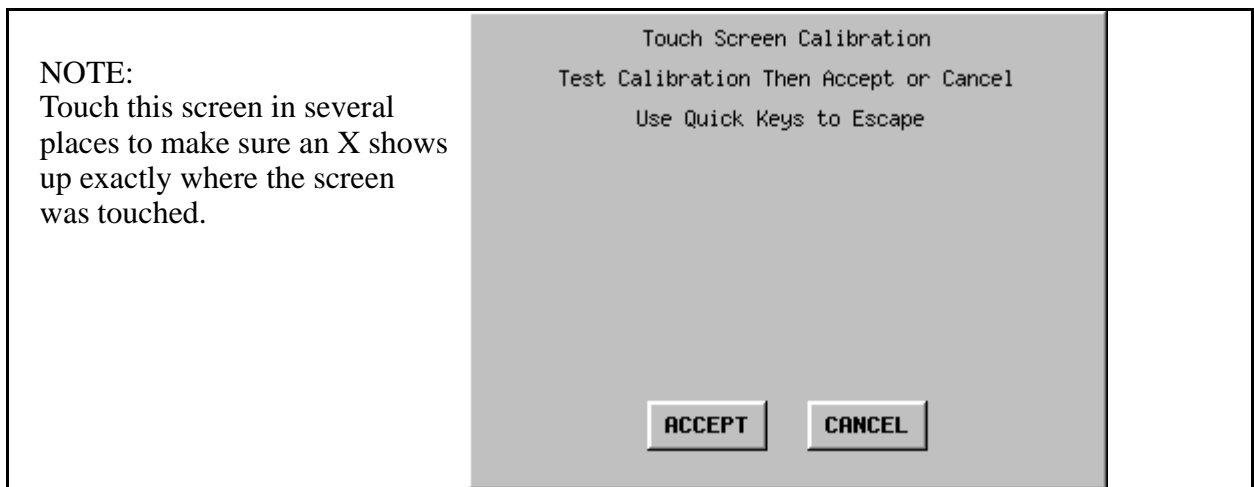 NOTE:
Touch this screen in several
places to make sure an X shows
up exactly where the screen
was touched.
Touch Screen Calibration
Test Calibration Then Accept or Cancel
Use Quick Keys to Escape
ACCEPT
CANCEL